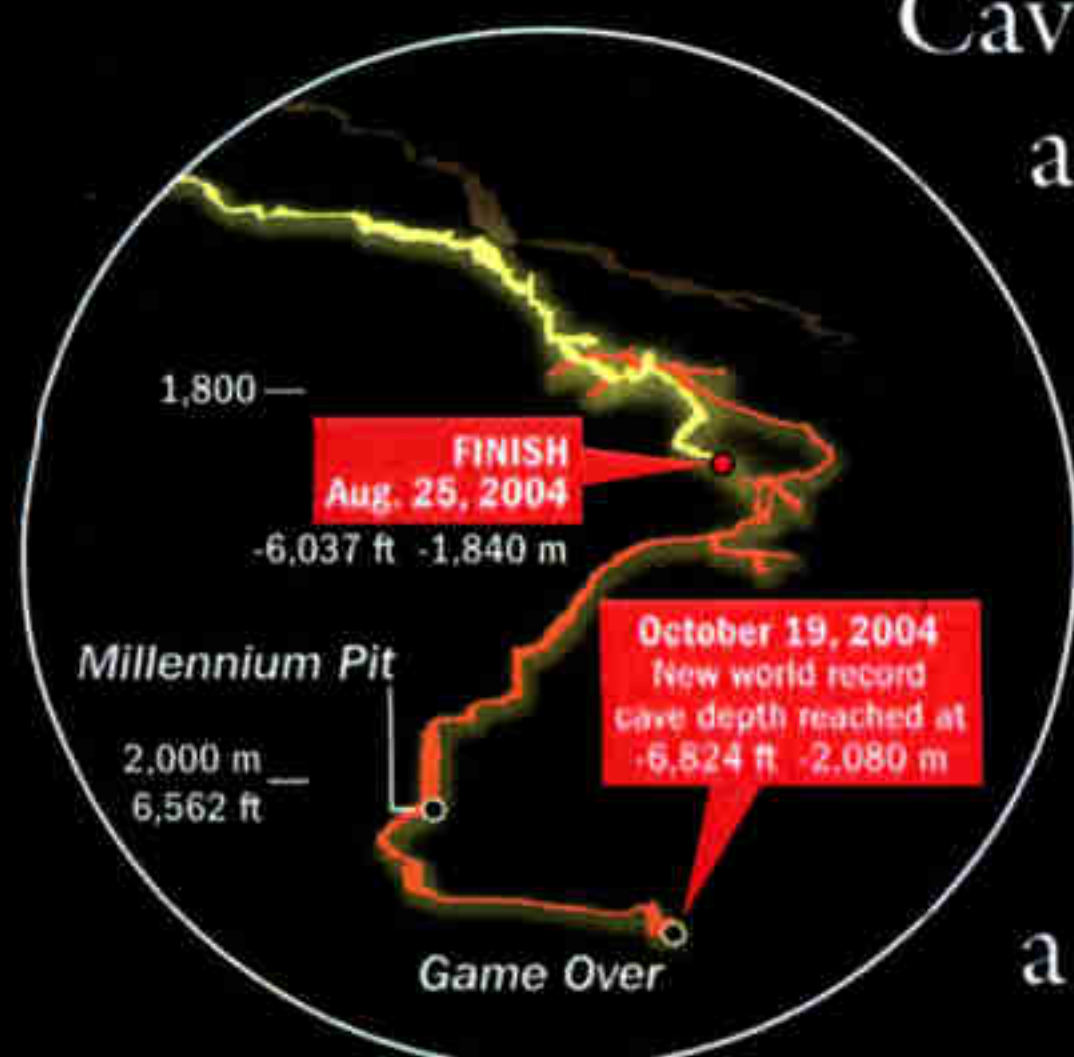 Cav
a
1,800
FINISH
Aug. 25, 2004
-6,037 ft -1,840 m
October 19, 2004
New world record
cave depth reached at
-6,824 ft -2,080 m
Millennium Pit
2,000 m
6,562 ft
Game Over
a